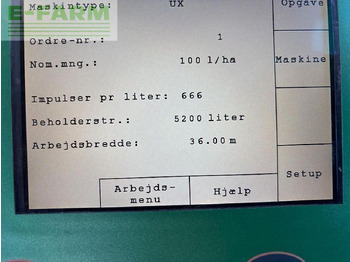 E-FARM
Maskintype: UX Opgave
Ordre-nr.: 1
Nom.mng.: 100 l/ha Maskine
Impulser pr liter: 666
Beholderstr.: 5200 liter
Arbejdsbredde: 36.00 m
Setup
Arbejds- Hjælp
menu